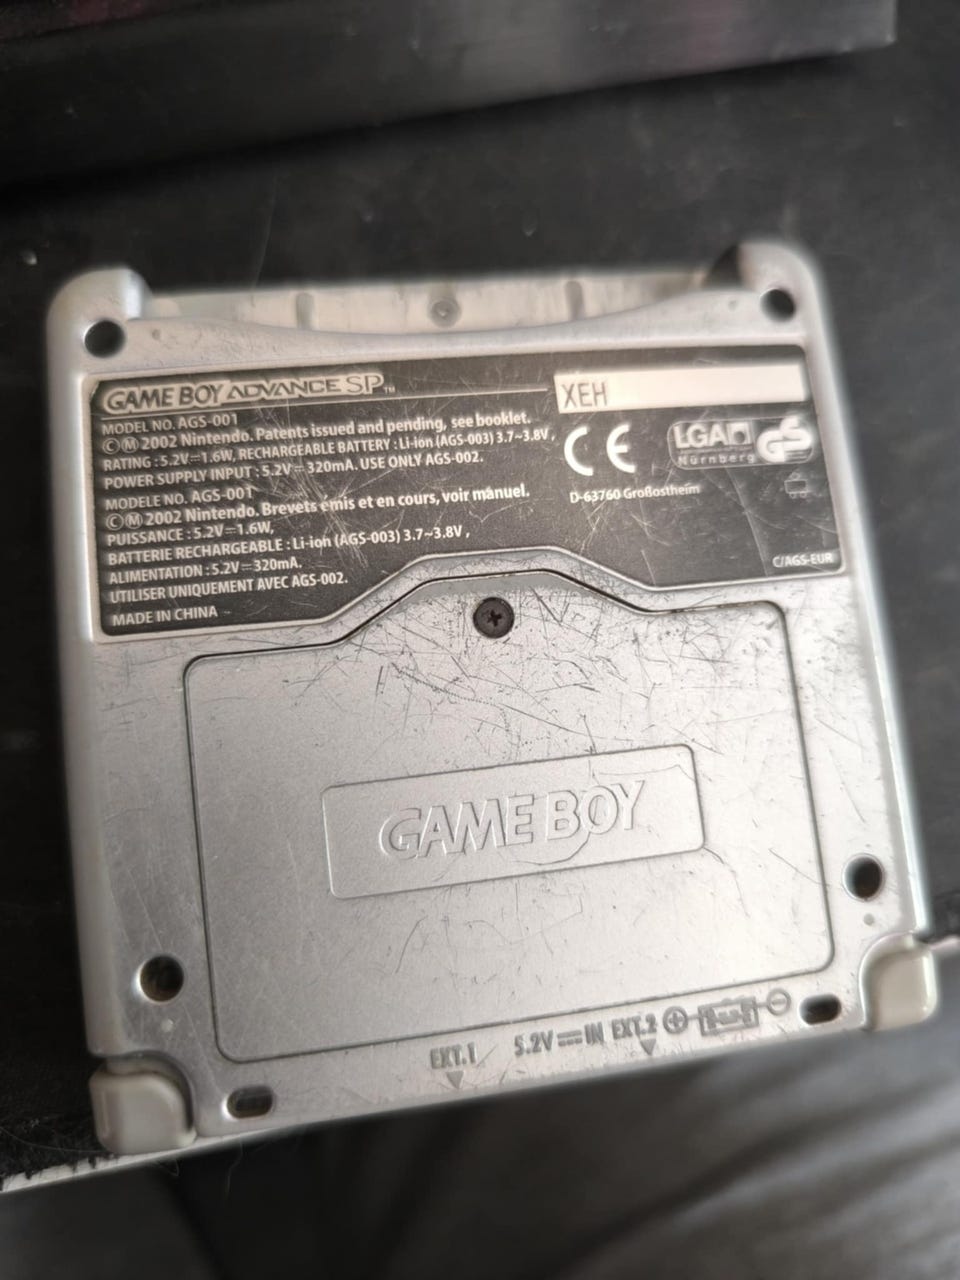 GAME BOY ADVANCE SP™
MODEL NO. AGS-001
©Ⓜ 2002 Nintendo. Patents issued and pending, see booklet.
RATING : 5.2V⎓1.6W, RECHARGEABLE BATTERY : Li-ion (AGS-003) 3.7~3.8V ,
POWER SUPPLY INPUT : 5.2V⎓320mA. USE ONLY AGS-002.
MODELE NO. AGS-001
©Ⓜ 2002 Nintendo. Brevets émis et en cours, voir manuel.
PUISSANCE : 5.2V⎓1.6W,
BATTERIE RECHARGEABLE : Li-ion (AGS-003) 3.7~3.8V ,
ALIMENTATION : 5.2V⎓320mA.
UTILISER UNIQUEMENT AVEC AGS-002.
MADE IN CHINA
XEH
CE
LGA GS
Nürnberg
D-63760 Großostheim
C/AGS-EUR
GAME BOY
EXT.1 5.2V⎓IN EXT.2